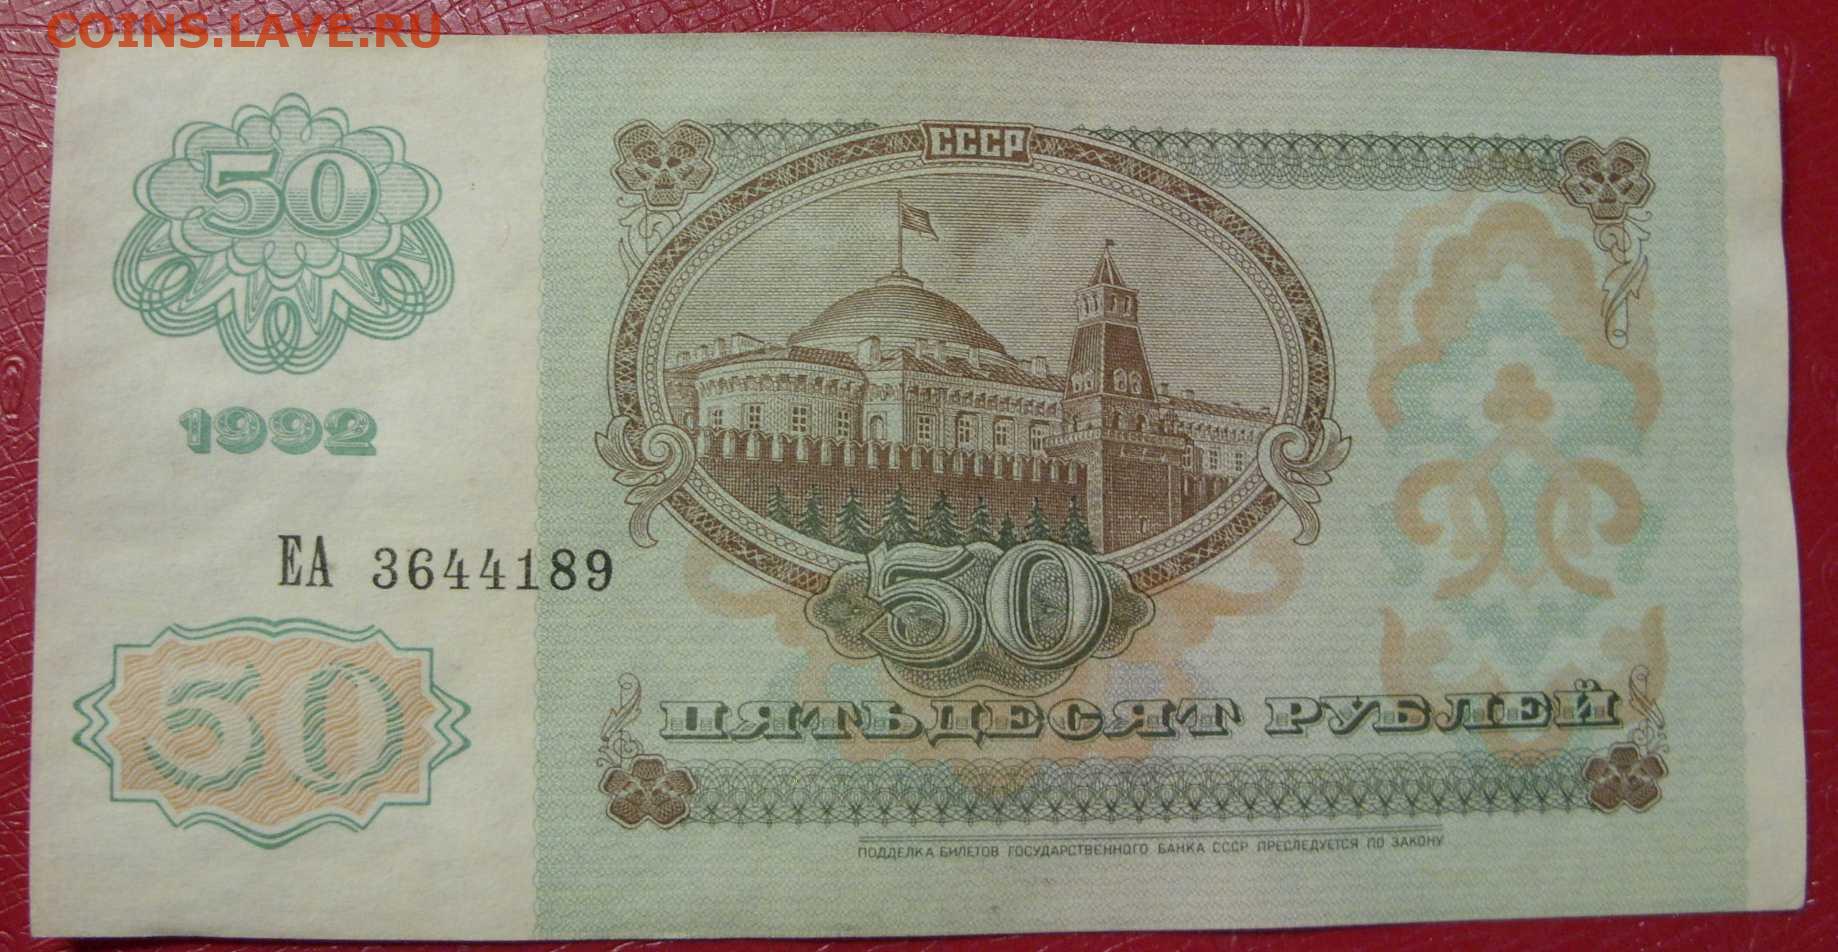 COINS.LAVE.RU
СССР
50
1992
ЕА 3644189
50
50
ПЯТЬДЕСЯТ РУБЛЕЙ
ПОДДЕЛКА БИЛЕТОВ ГОСУДАРСТВЕННОГО БАНКА СССР ПРЕСЛЕДУЕТСЯ ПО ЗАКОНУ